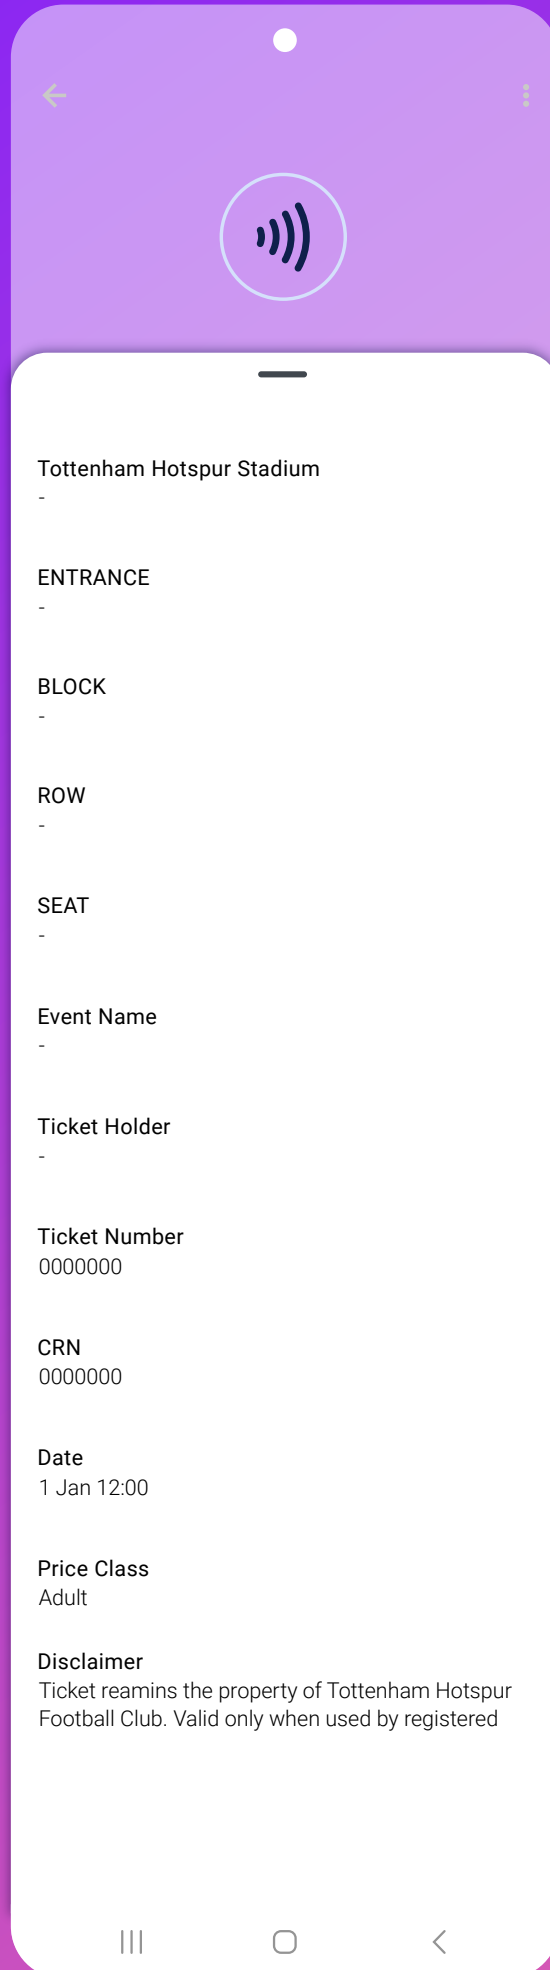 Tottenham Hotspur Stadium
-
ENTRANCE
-
BLOCK
-
ROW
-
SEAT
-
Event Name
-
Ticket Holder
-
Ticket Number
0000000
CRN
0000000
Date
1 Jan 12:00
Price Class
Adult
Disclaimer
Ticket reamins the property of Tottenham Hotspur
Football Club. Valid only when used by registered